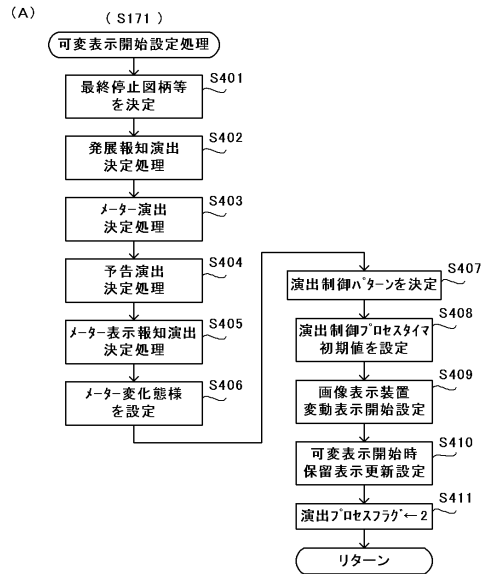 (A)
(S171)
可変表示開始設定処理
S401
最終停止図柄等
を決定
S402
発展報知演出
決定処理
S403
メーター演出
決定処理
S404
予告演出
決定処理
S405
メーター表示報知演出
決定処理
S406
メーター変化態様
を設定
S407
演出制御パターンを決定
S408
演出制御プロセスタイマ
初期値を設定
S409
画像表示装置
変動表示開始設定
S410
可変表示開始時
保留表示更新設定
S411
演出プロセスフラグ←2
リターン